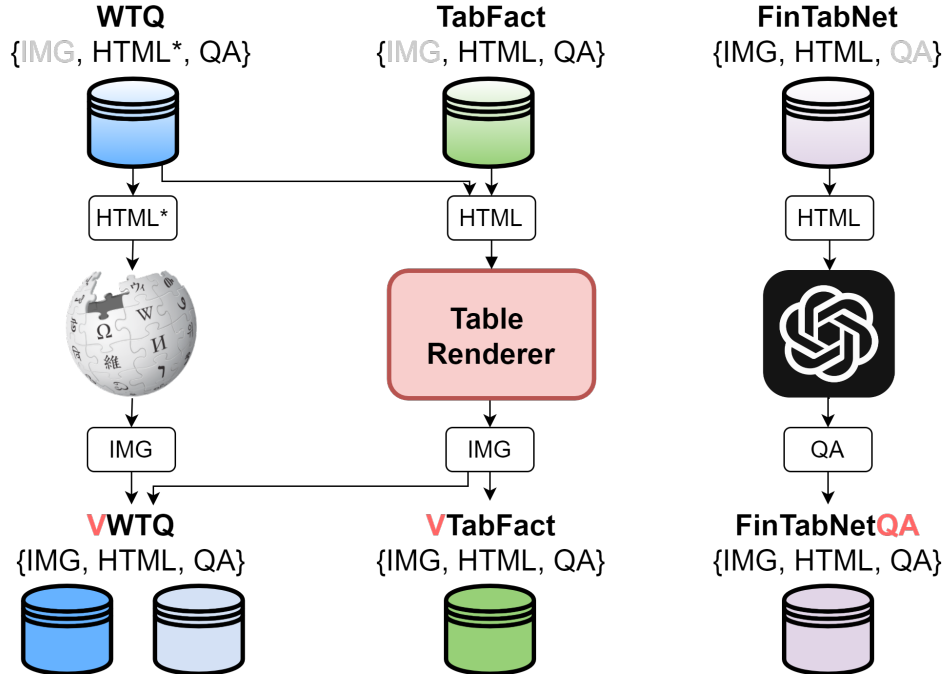 WTQ
{IMG, HTML*, QA}
TabFact
{IMG, HTML, QA}
FinTabNet
{IMG, HTML, QA}
HTML*
HTML
HTML
Ω
W
維
И
Table
Renderer
IMG
IMG
QA
VWTQ
{IMG, HTML, QA}
VTabFact
{IMG, HTML, QA}
FinTabNetQA
{IMG, HTML, QA}